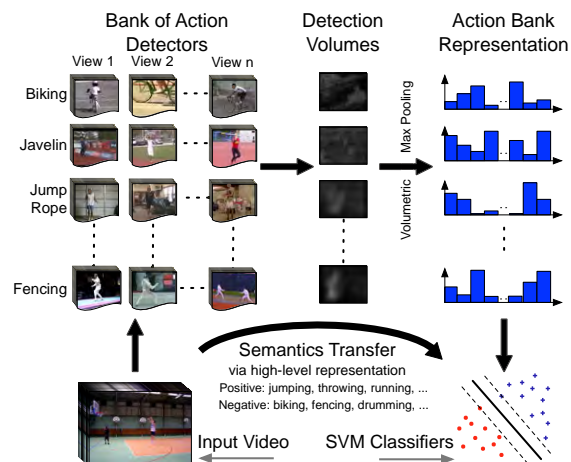 Bank of Action
Detectors
Detection
Volumes
Action Bank
Representation
View 1
View 2
View n
Biking
Javelin
Jump
Rope
Fencing
Max Pooling
Volumetric
Semantics Transfer
via high-level representation
Positive: jumping, throwing, running, ...
Negative: biking, fencing, drumming, ...
Input Video
SVM Classifiers